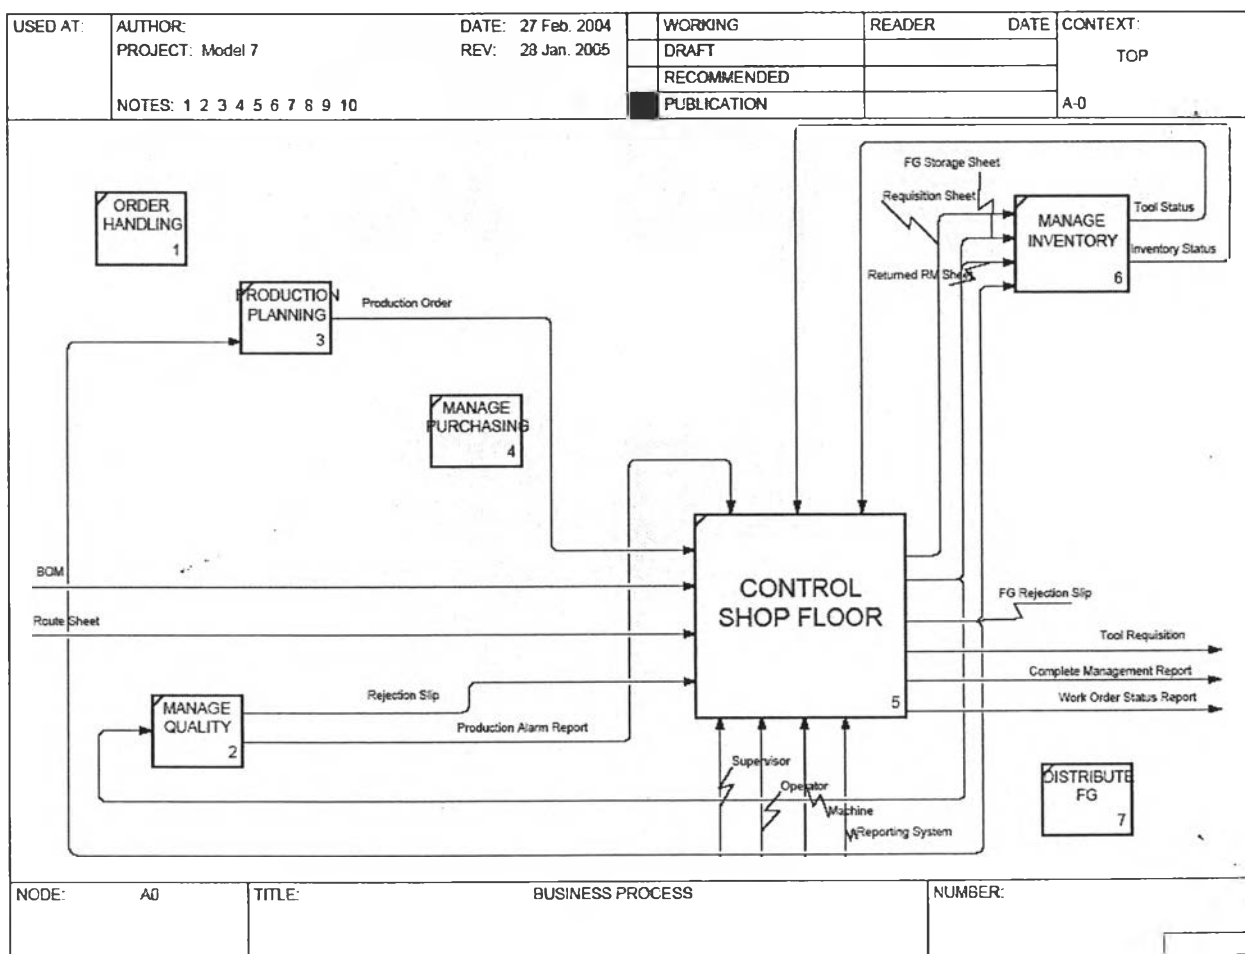 USED AT:
AUTHOR:
DATE: 27 Feb. 2004
PROJECT: Model 7
REV: 28 Jan. 2005
NOTES: 1 2 3 4 5 6 7 8 9 10
WORKING
DRAFT
RECOMMENDED
PUBLICATION
READER DATE
CONTEXT:
TOP
A-0
FG Storage Sheet
Requisition Sheet
ORDER
HANDLING
1
MANAGE
INVENTORY
6
Tool Status
Inventory Status
Returned RM Sheet
PRODUCTION
PLANNING
3
Production Order
MANAGE
PURCHASING
4
BOM
Route Sheet
CONTROL
SHOP FLOOR
5
FG Rejection Slip
Tool Requisition
Complete Management Report
Work Order Status Report
MANAGE
QUALITY
2
Rejection Slip
Production Alarm Report
Supervisor
Operator
Machine
Reporting System
DISTRIBUTE
FG
7
NODE: A0
TITLE: BUSINESS PROCESS
NUMBER: